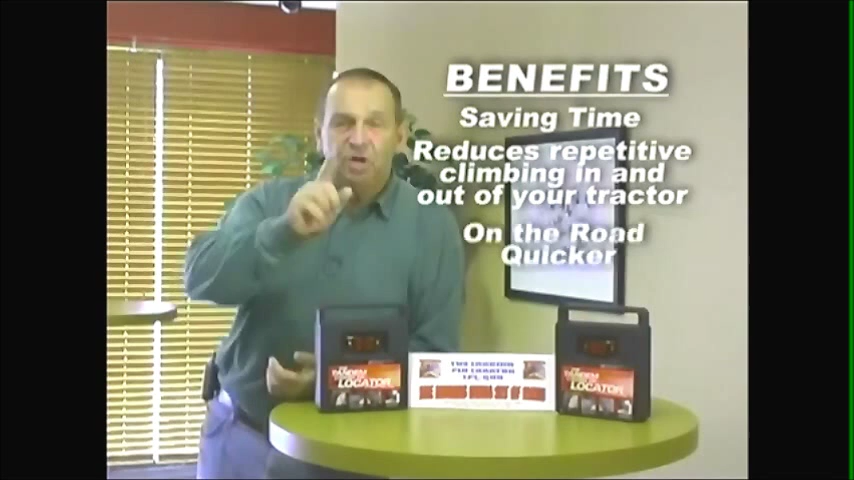 BENEFITS
Saving Time
Reduces repetitive
climbing in and
out of your tractor
On the Road
Quicker
TANDEM
LOCATOR
TANDEM
LOCATOR